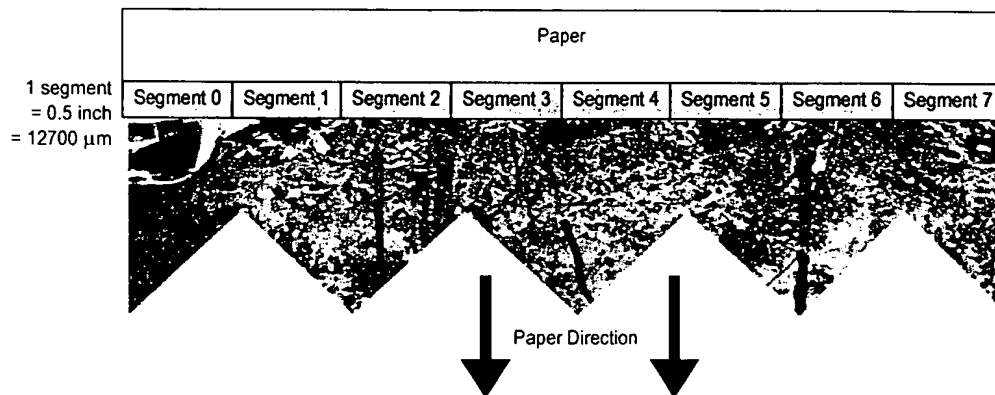 Paper
1 segment
= 0.5 inch
= 12700 µm
Segment 0
Segment 1
Segment 2
Segment 3
Segment 4
Segment 5
Segment 6
Segment 7
Paper Direction